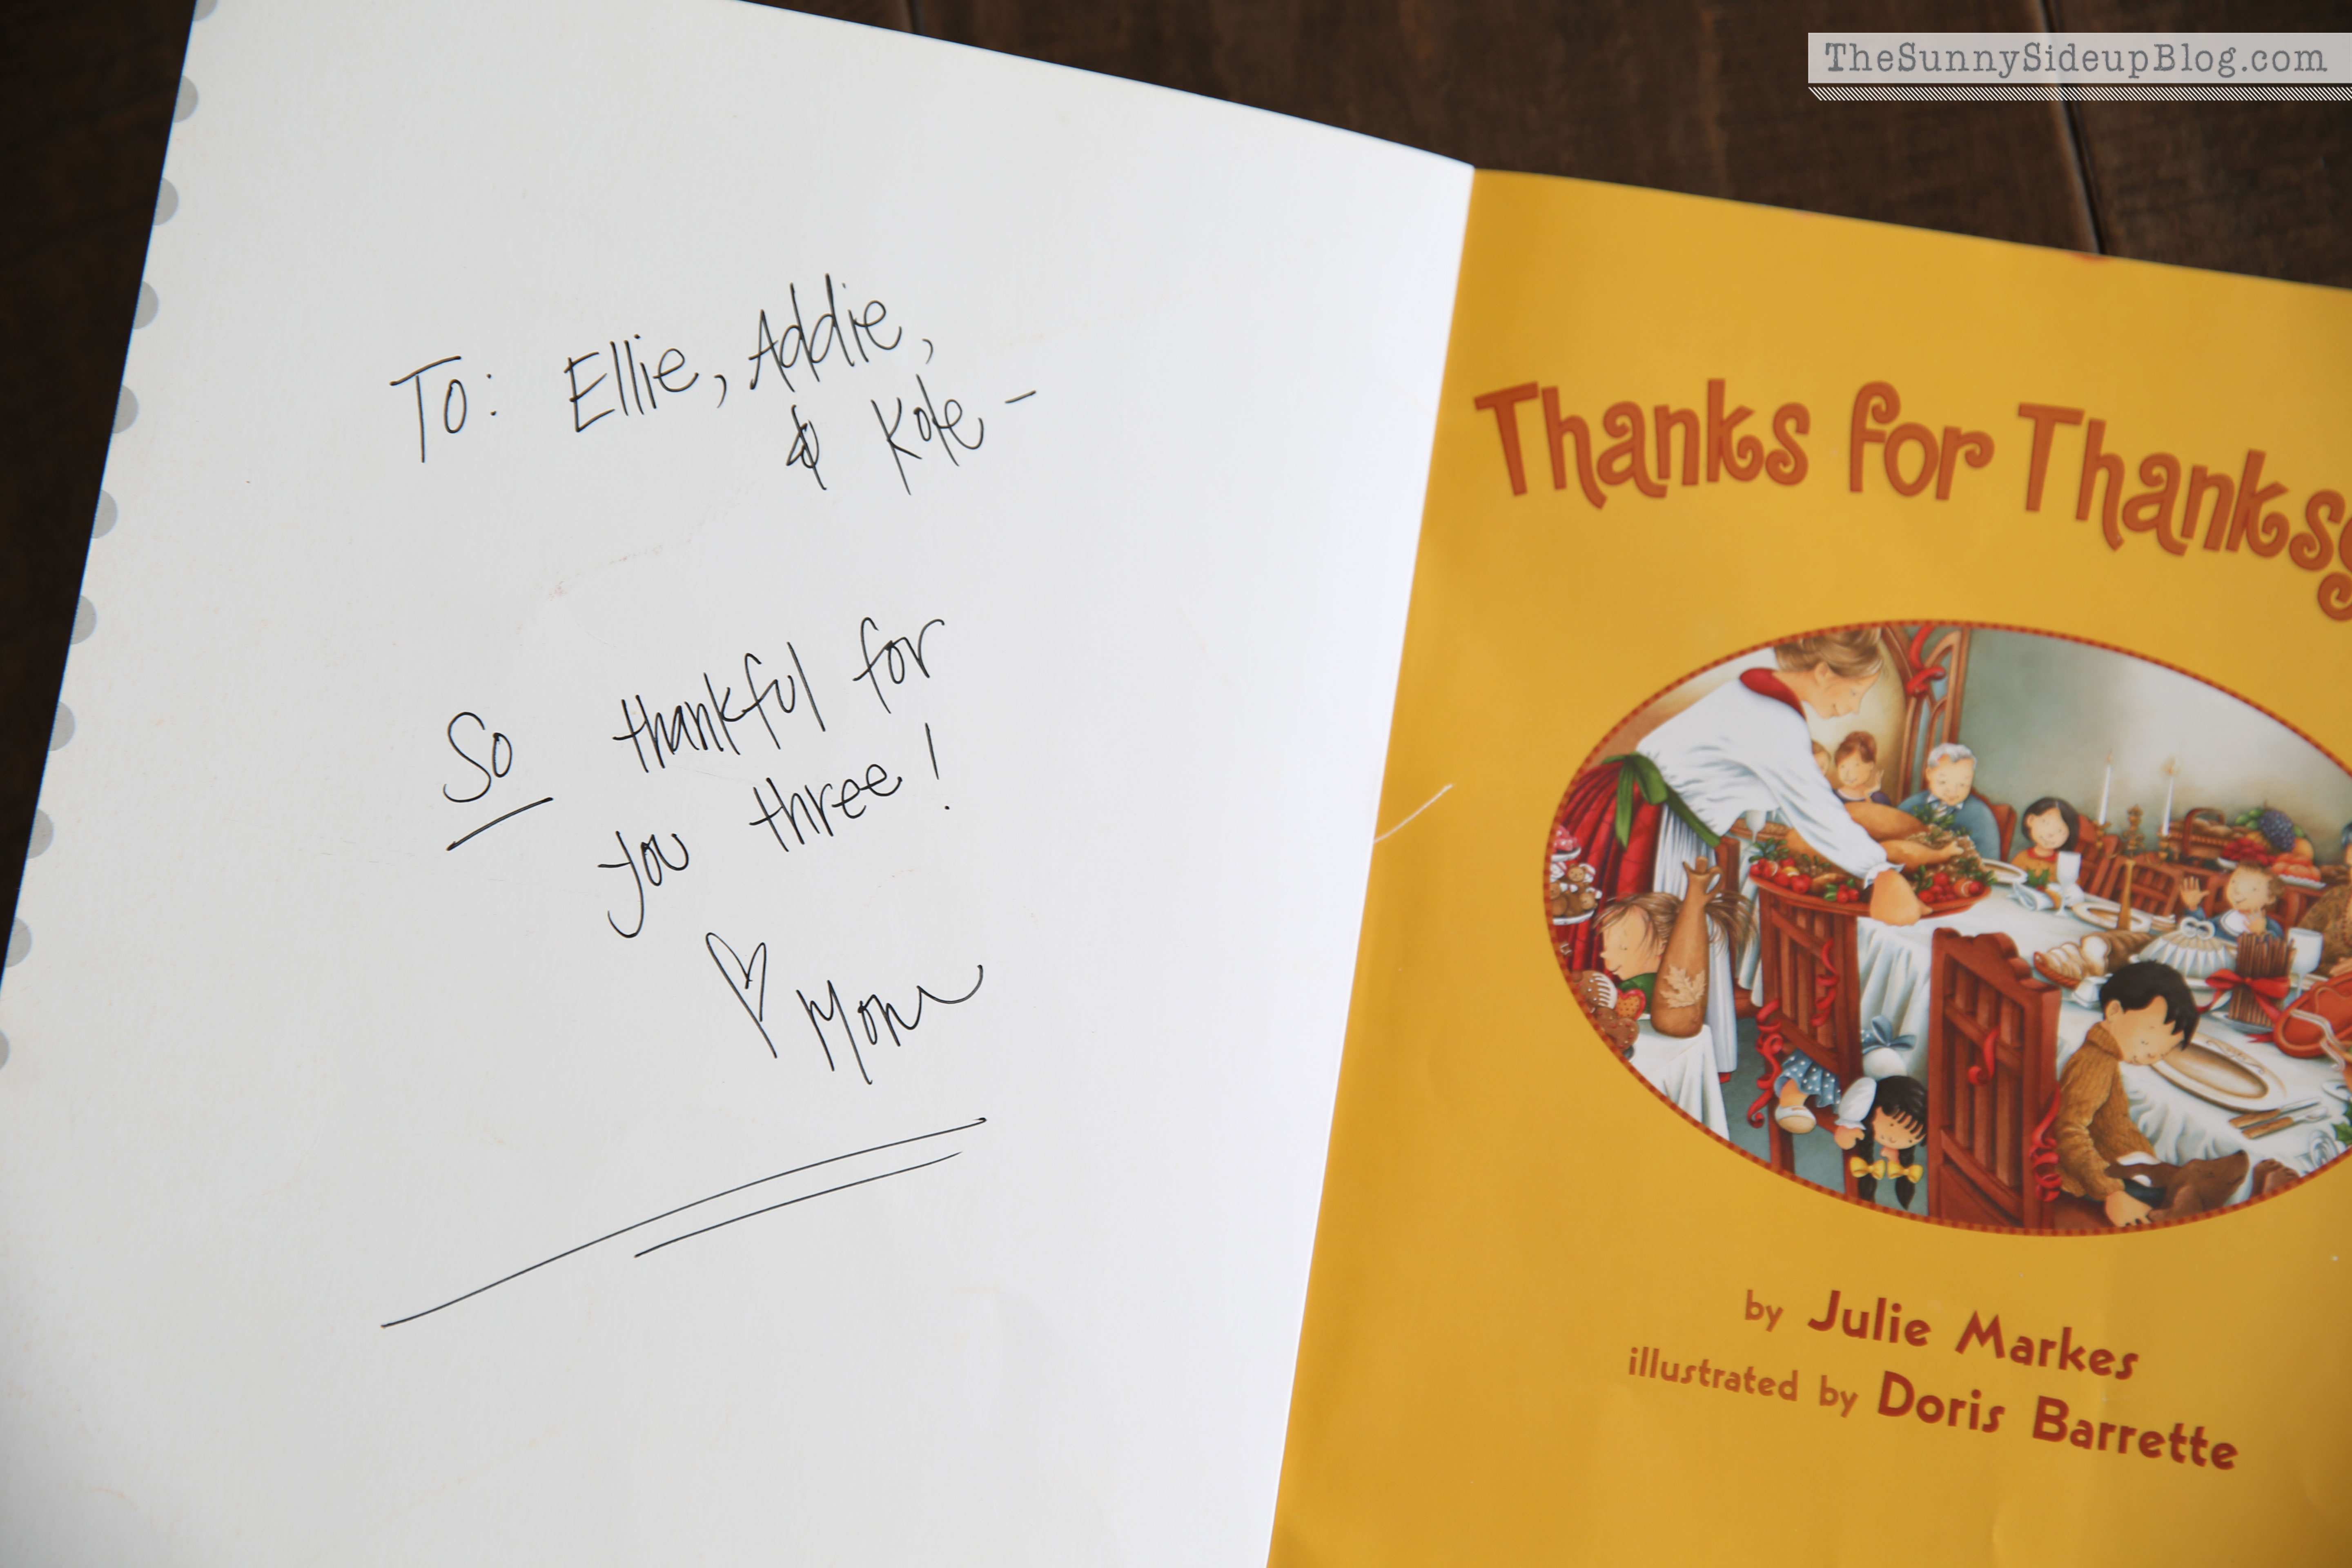 TheSunnySideupBlog.com
To: Ellie, Addie,
& Kole -
So thankful for
you three!
♡ Mom
Thanks for Thanksg
by Julie Markes
illustrated by Doris Barrette